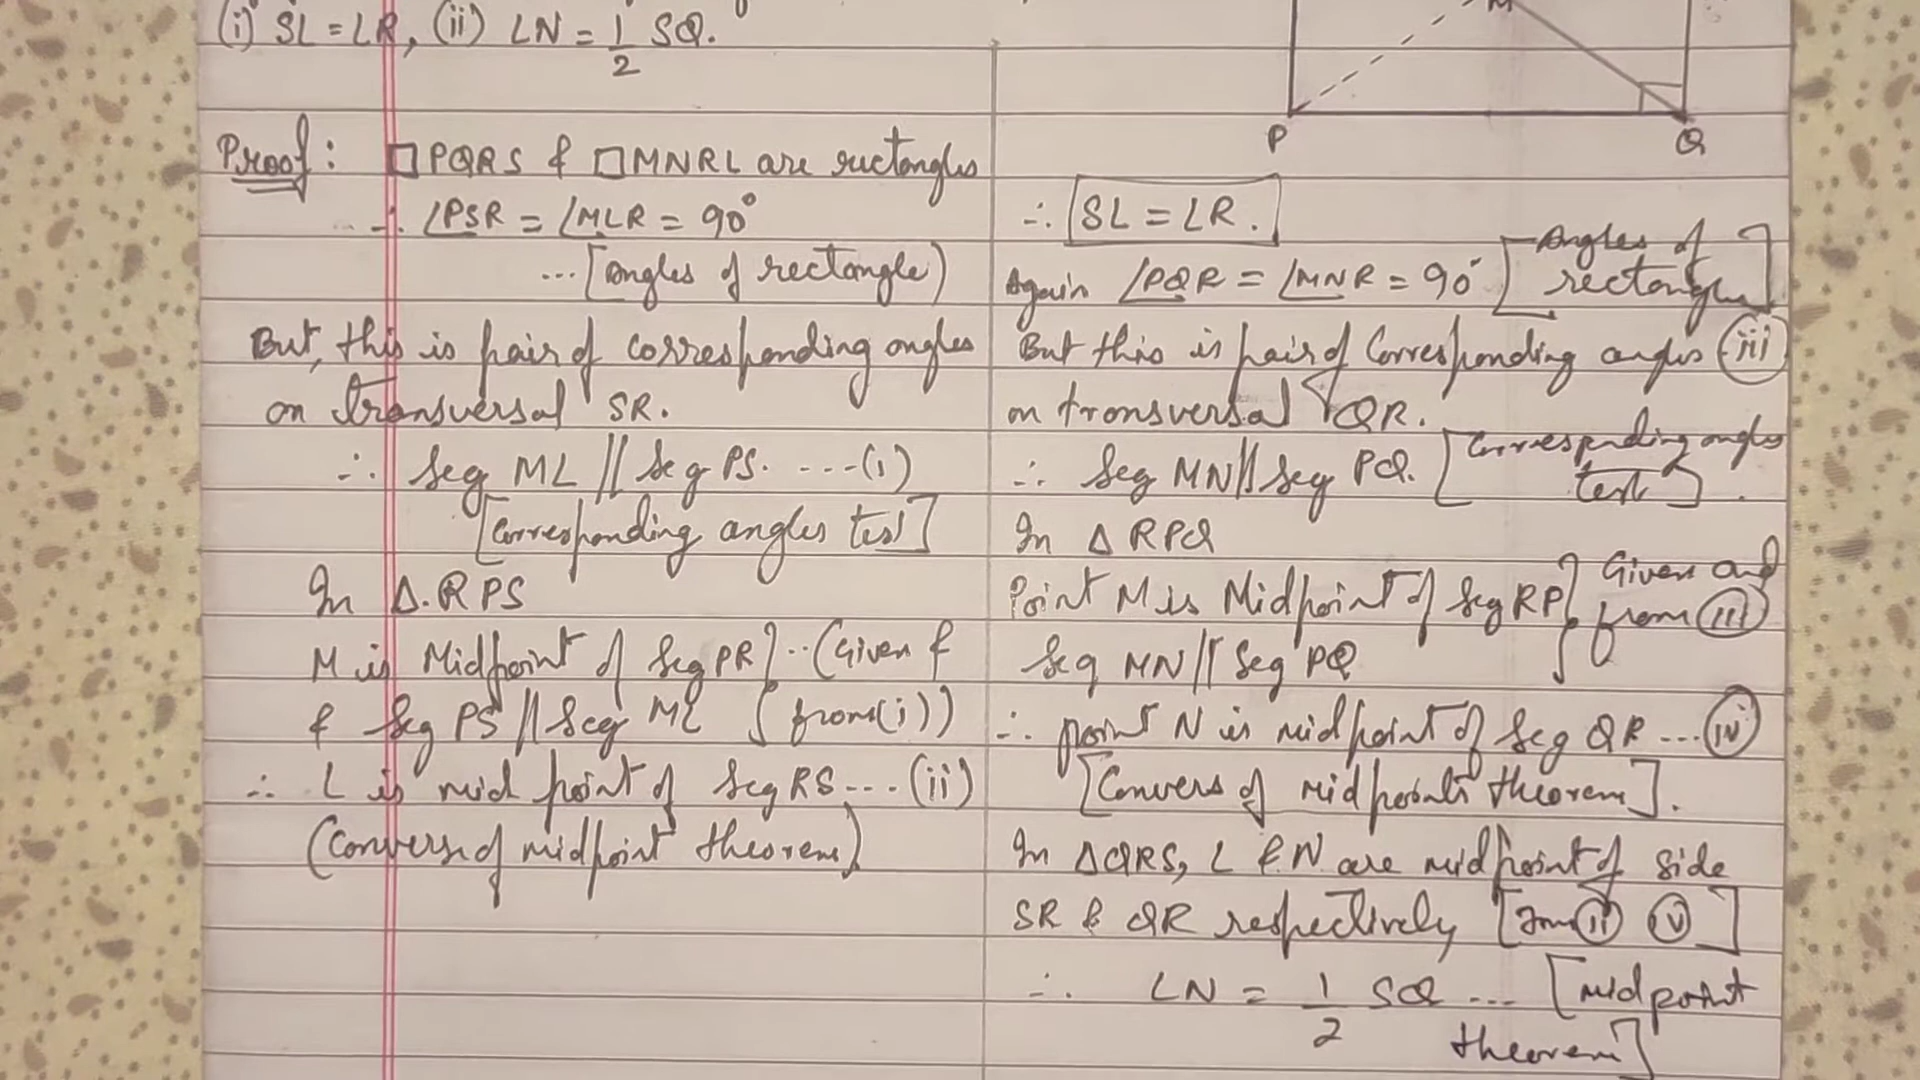 (i) SL = LR, (ii) LN = 1/2 SQ.
M
P
Q
Proof : □PQRS & □MNRL are rectangles
∴ ∠PSR = ∠MLR = 90°
... [angles of rectangle)
But, this is pair of corresponding angles
on transversal SR.
∴ seg ML || seg PS. ----(i)
[Corresponding angles test]
In Δ.RPS
M is Midpoint of seg PR } ..(Given &
& seg PS || seg ML } from(i))
∴ L is mid point of seg RS --- (ii)
(Converse of midpoint theorem)
∴ SL = LR.
Again ∠PQR = ∠MNR = 90° [Angles of rectangle]
But this is pair of Corresponding angles (iii)
on transversal QR.
∴ seg MN || seg PQ. [Corresponding angles test].
In Δ RPQ
Point M is Midpoint of seg RP } Given and
seg MN || seg PQ } from (iii)
∴ point N is midpoint of seg QR ... (iv)
[Convers of midpoints theorem].
In ΔQRS, L & N are midpoint of side
SR & QR respectively [from (ii) (iv)]
∴ LN = 1/2 SQ ... [midpoint
theorem]